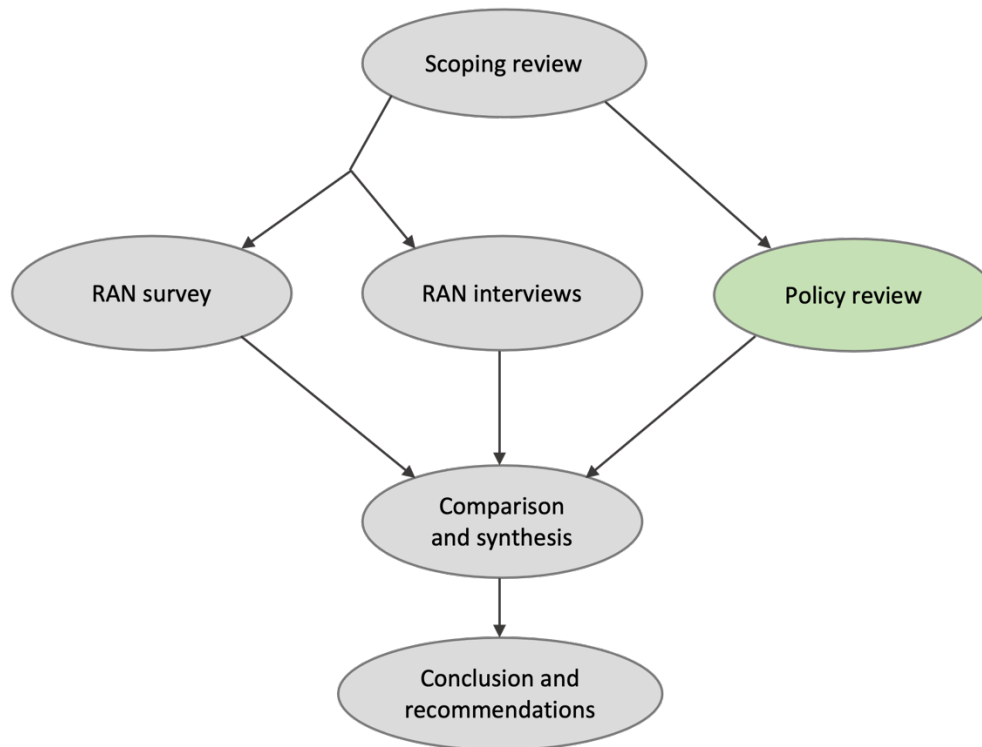 Scoping review
RAN survey
RAN interviews
Policy review
Comparison
and synthesis
Conclusion and
recommendations